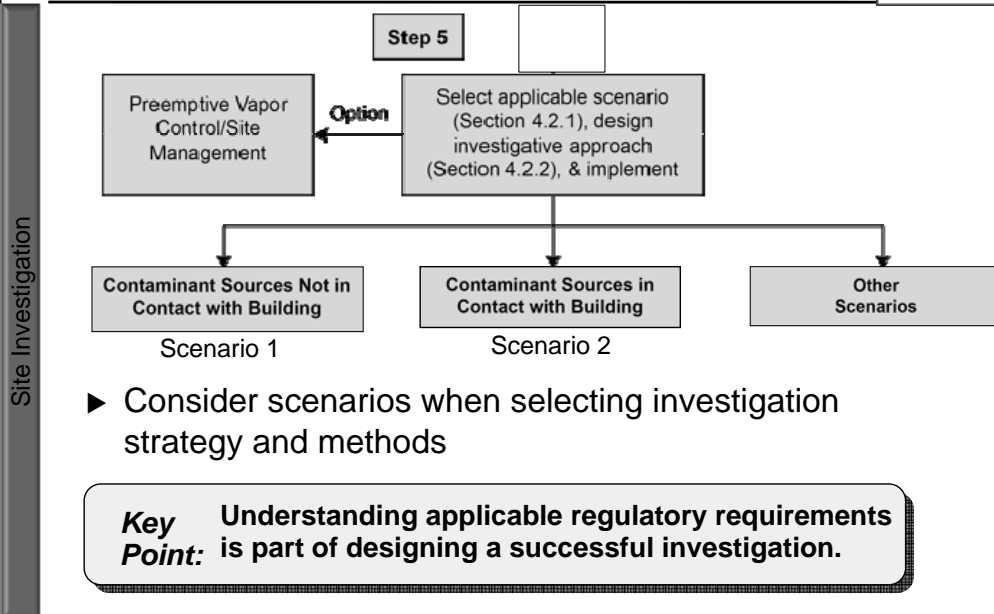 Site Investigation
Step 5
Preemptive Vapor
Control/Site
Management
Option
Select applicable scenario
(Section 4.2.1), design
investigative approach
(Section 4.2.2), & implement
Contaminant Sources Not in
Contact with Building
Scenario 1
Contaminant Sources in
Contact with Building
Scenario 2
Other
Scenarios
▶ Consider scenarios when selecting investigation
strategy and methods
Key Point: Understanding applicable regulatory requirements
is part of designing a successful investigation.